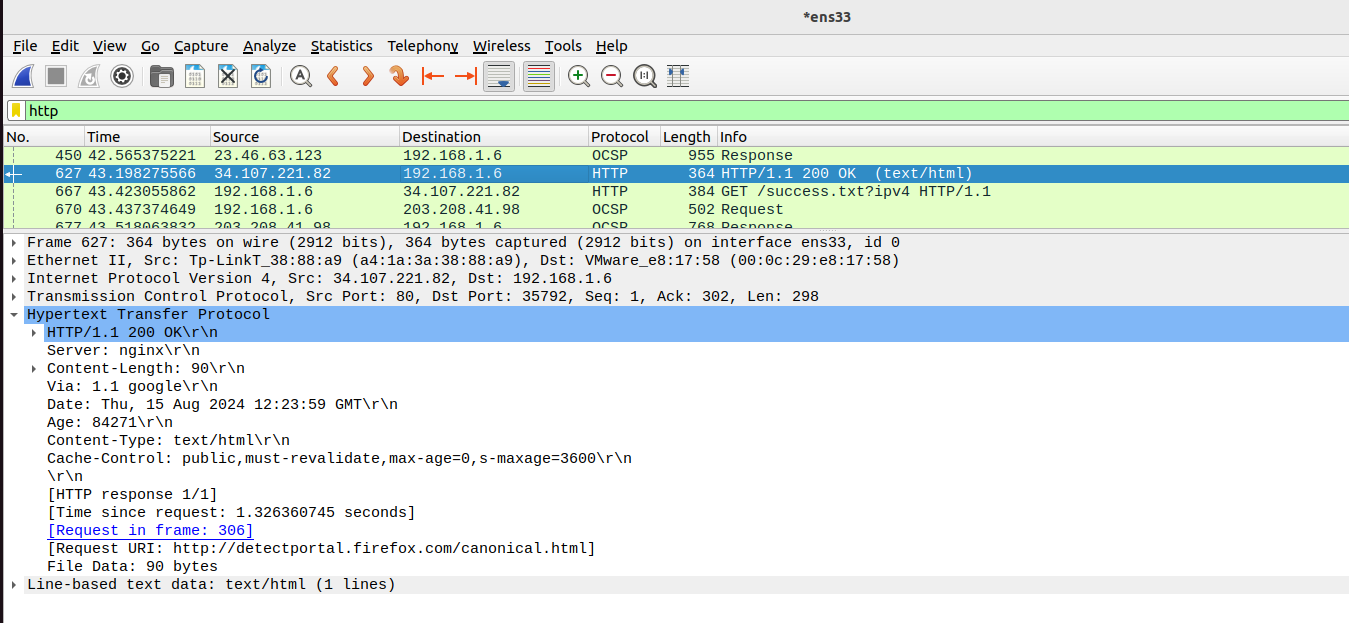 *ens33
File Edit View Go Capture Analyze Statistics Telephony Wireless Tools Help
http
No. Time Source Destination Protocol Length Info
450 42.565375221 23.46.63.123 192.168.1.6 OCSP 955 Response
627 43.198275566 34.107.221.82 192.168.1.6 HTTP 364 HTTP/1.1 200 OK (text/html)
667 43.423055862 192.168.1.6 34.107.221.82 HTTP 384 GET /success.txt?ipv4 HTTP/1.1
670 43.437374649 192.168.1.6 203.208.41.98 OCSP 502 Request
677 43.518063832 203.208.41.98 192.168.1.6 OCSP 768 Response
Frame 627: 364 bytes on wire (2912 bits), 364 bytes captured (2912 bits) on interface ens33, id 0
Ethernet II, Src: Tp-LinkT_38:88:a9 (a4:1a:3a:38:88:a9), Dst: VMware_e8:17:58 (00:0c:29:e8:17:58)
Internet Protocol Version 4, Src: 34.107.221.82, Dst: 192.168.1.6
Transmission Control Protocol, Src Port: 80, Dst Port: 35792, Seq: 1, Ack: 302, Len: 298
Hypertext Transfer Protocol
HTTP/1.1 200 OK\r\n
Server: nginx\r\n
Content-Length: 90\r\n
Via: 1.1 google\r\n
Date: Thu, 15 Aug 2024 12:23:59 GMT\r\n
Age: 84271\r\n
Content-Type: text/html\r\n
Cache-Control: public,must-revalidate,max-age=0,s-maxage=3600\r\n
\r\n
[HTTP response 1/1]
[Time since request: 1.326360745 seconds]
[Request in frame: 306]
[Request URI: http://detectportal.firefox.com/canonical.html]
File Data: 90 bytes
Line-based text data: text/html (1 lines)